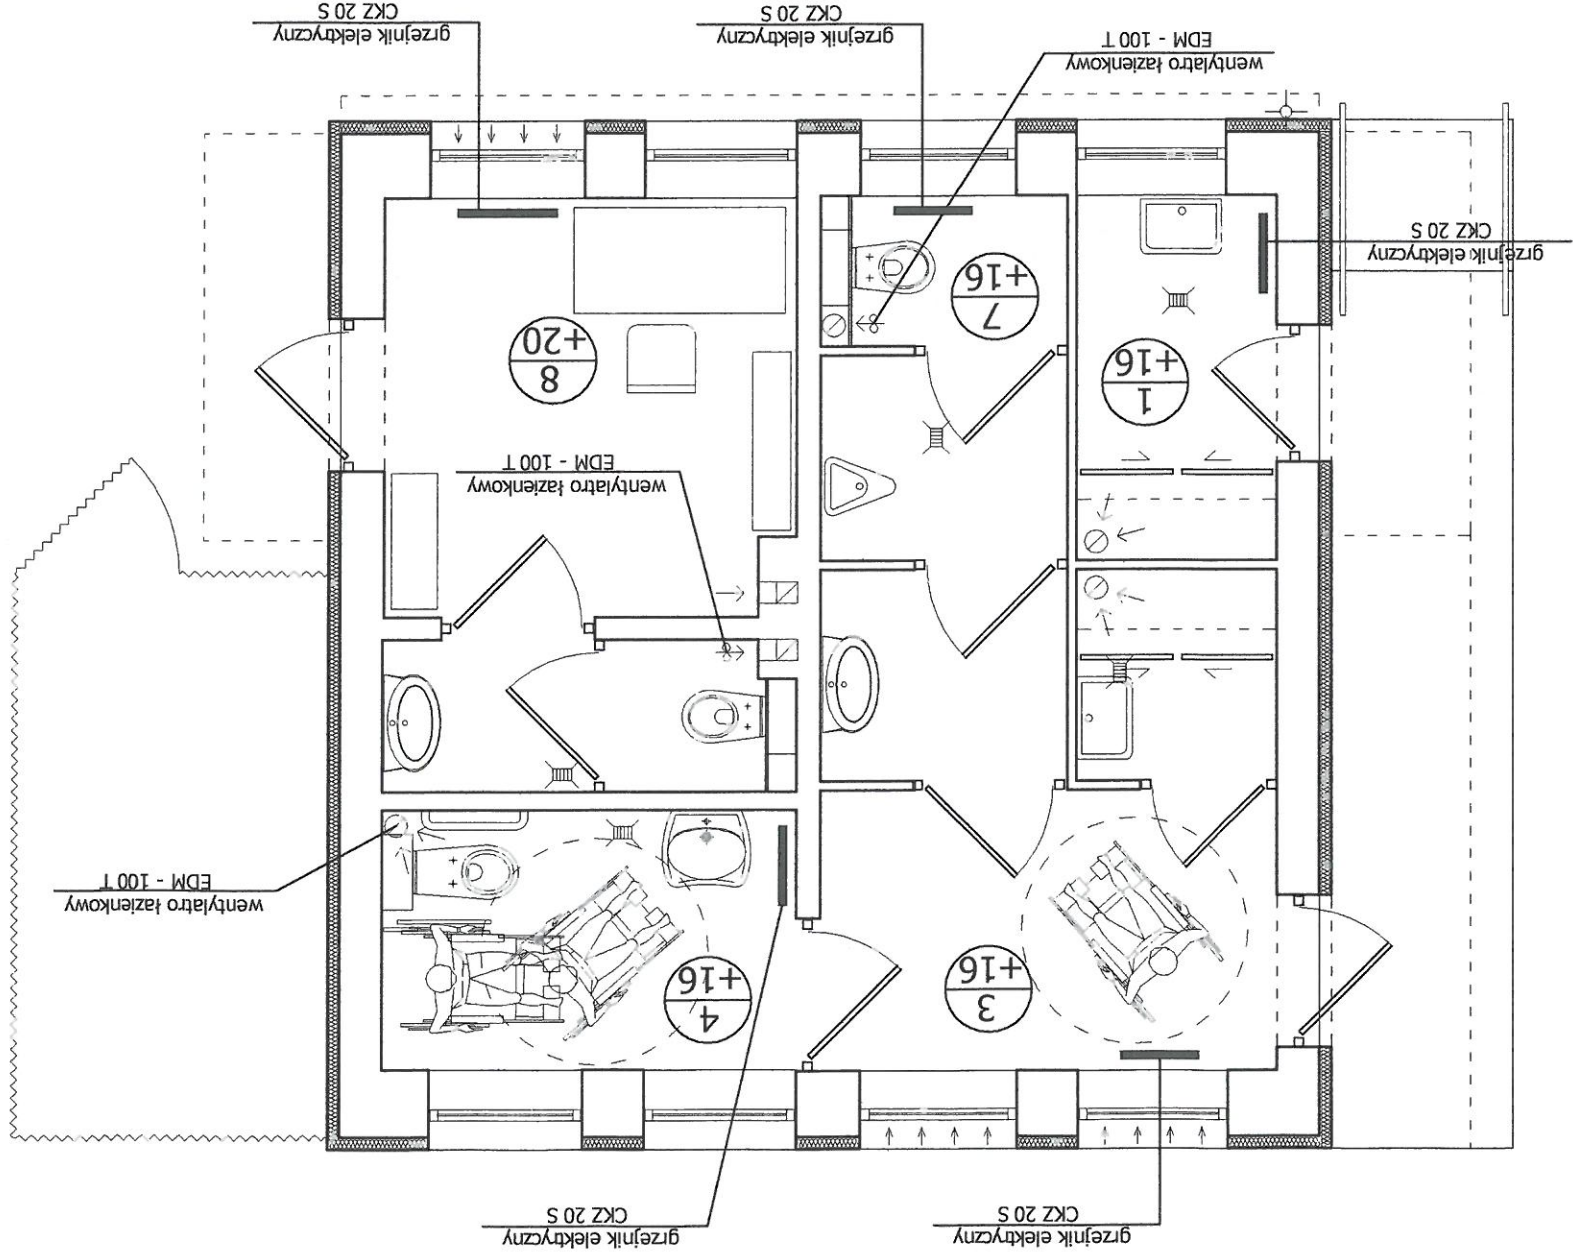 grzejnik elektryczny
CKZ 20 S
grzejnik elektryczny
CKZ 20 S
3
+16
4
+16
wentylatro łazienkowy
EDM - 100 T
wentylatro łazienkowy
EDM - 100 T
1
+16
8
+20
7
+16
grzejnik elektryczny
CKZ 20 S
wentylatro łazienkowy
EDM - 100 T
grzejnik elektryczny
CKZ 20 S
grzejnik elektryczny
CKZ 20 S